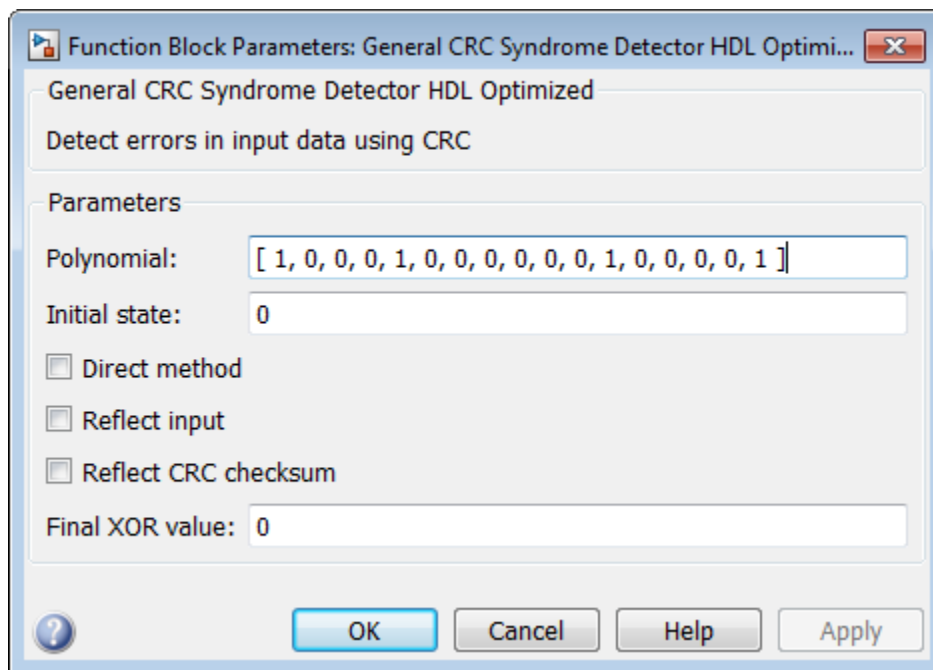 Function Block Parameters: General CRC Syndrome Detector HDL Optimi...
General CRC Syndrome Detector HDL Optimized
Detect errors in input data using CRC
Parameters
Polynomial: [ 1, 0, 0, 0, 1, 0, 0, 0, 0, 0, 0, 1, 0, 0, 0, 0, 1 ]
Initial state: 0
Direct method
Reflect input
Reflect CRC checksum
Final XOR value: 0
OK Cancel Help Apply